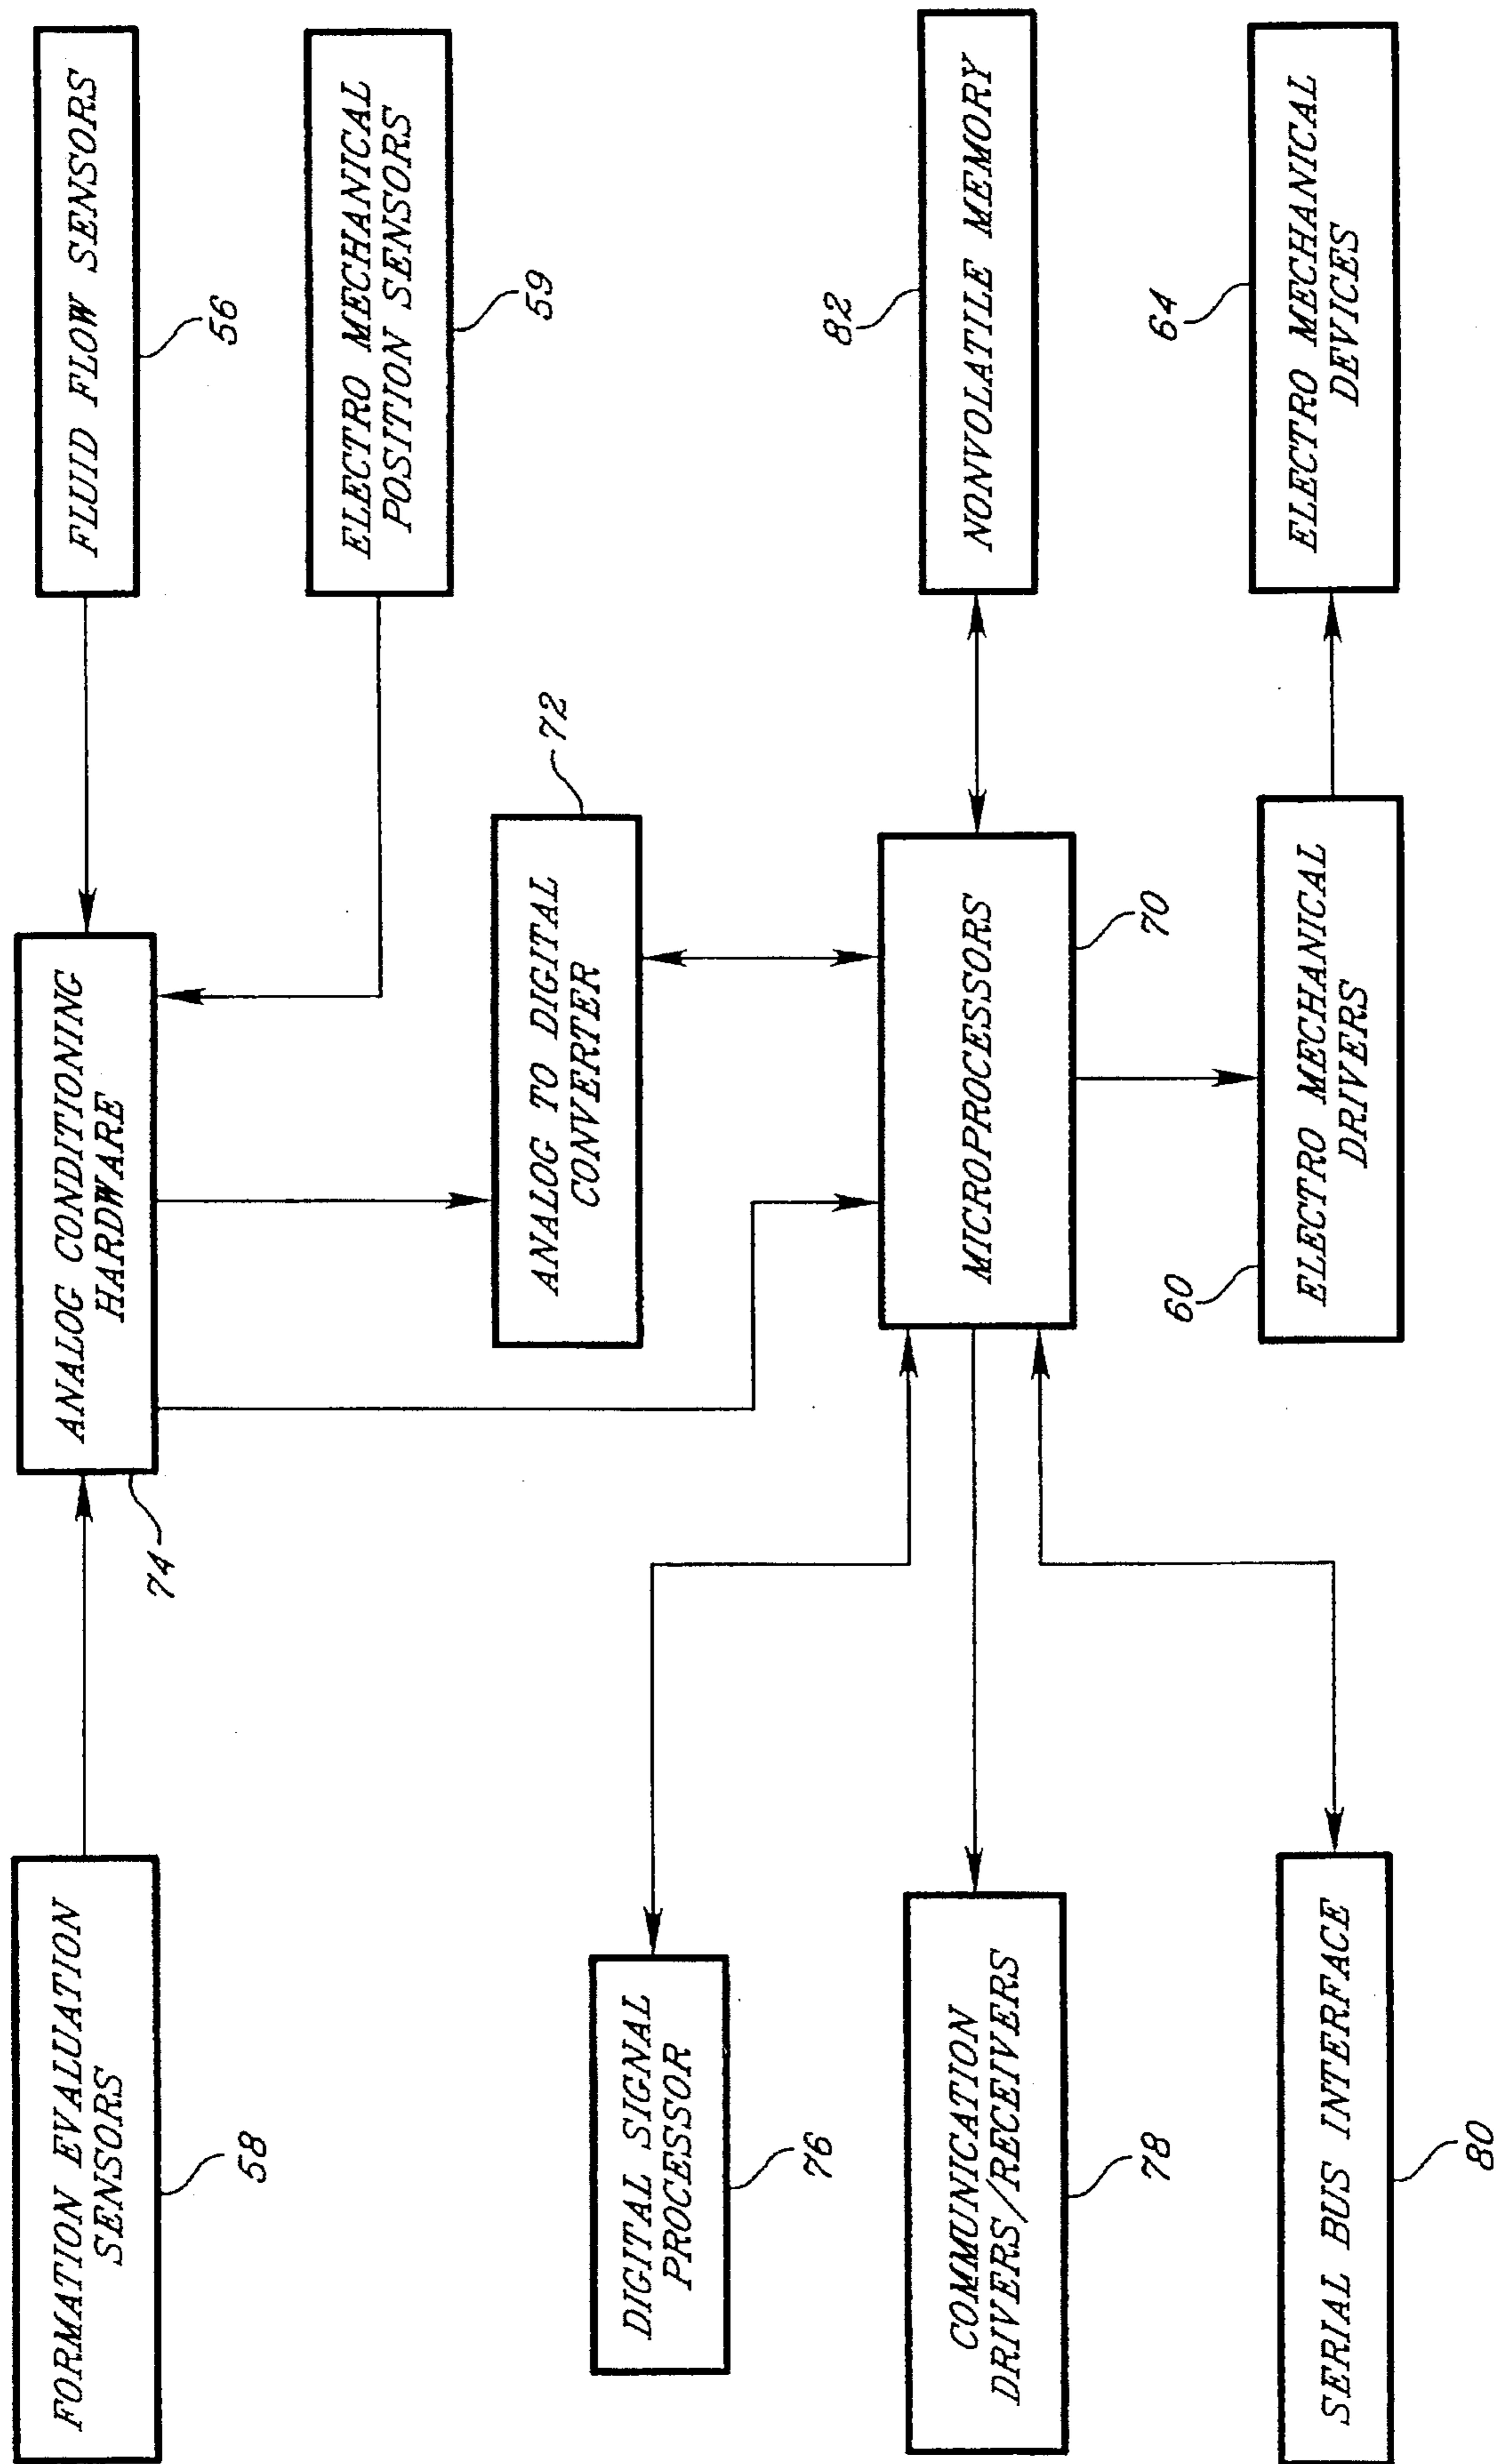 FORMATION EVALUATION
SENSORS
58
ANALOG CONDITIONING
HARDWARE
74
FLUID FLOW SENSORS
56
ELECTRO MECHANICAL
POSITION SENSORS
59
ANALOG TO DIGITAL
CONVERTER
72
DIGITAL SIGNAL
PROCESSOR
76
COMMUNICATION
DRIVERS/RECEIVERS
78
MICROPROCESSORS
70
NONVOLATILE MEMORY
82
SERIAL BUS INTERFACE
80
ELECTRO MECHANICAL
DRIVERS
60
ELECTRO MECHANICAL
DEVICES
64